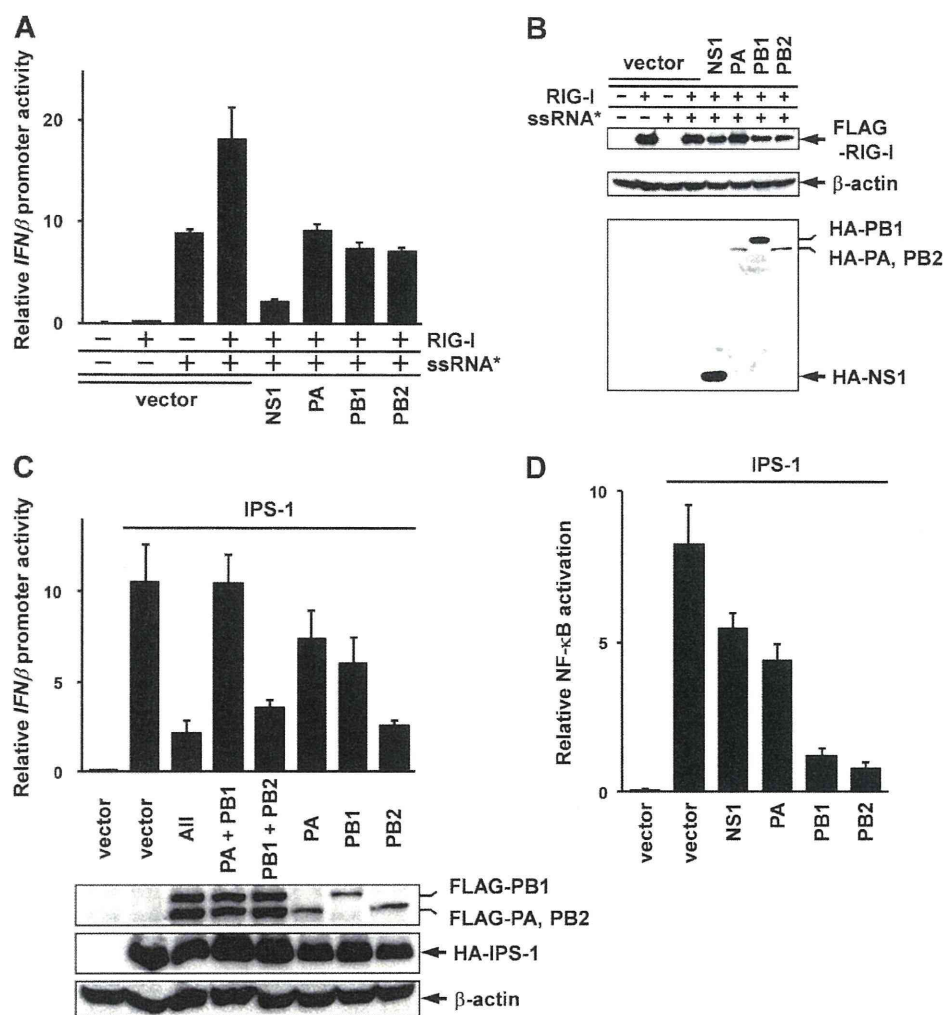 A
Relative IFNβ promoter activity
20
10
0
− + − + + + + + RIG-I
− − + + + + + + ssRNA*
vector NS1 PA PB1 PB2
B
vector NS1 PA PB1 PB2
RIG-I − + − + + + + +
ssRNA* − − + + + + + +
FLAG
-RIG-I
β-actin
HA-PB1
HA-PA, PB2
HA-NS1
C
IPS-1
Relative IFNβ promoter activity
10
5
0
vector vector All PA + PB1 PB1 + PB2 PA PB1 PB2
FLAG-PB1
FLAG-PA, PB2
HA-IPS-1
β-actin
D
IPS-1
Relative NF-κB activation
10
5
0
vector vector NS1 PA PB1 PB2